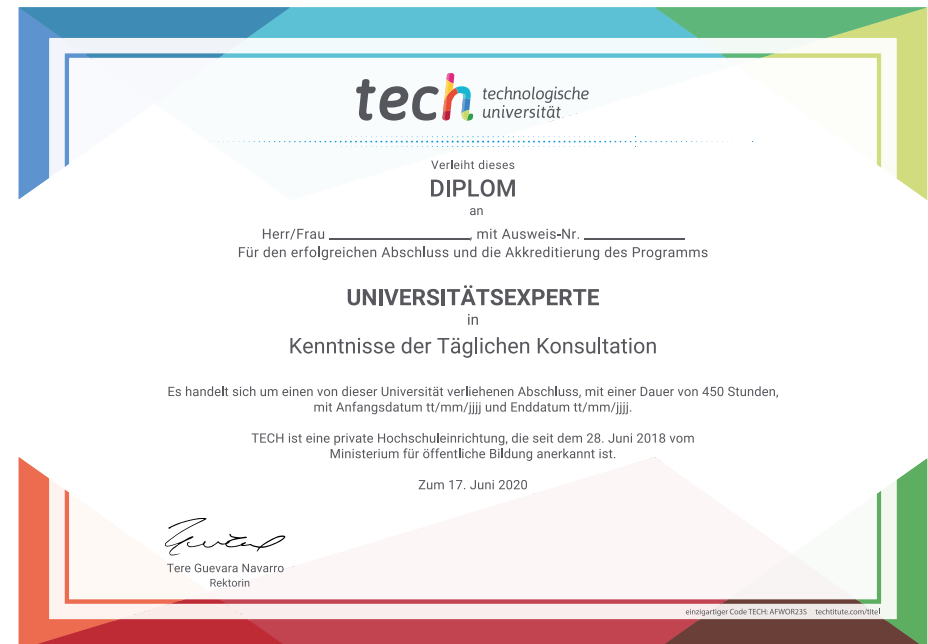 tech technologische
universität
Verleiht dieses
DIPLOM
an
Herr/Frau ____________, mit Ausweis-Nr. ____________
Für den erfolgreichen Abschluss und die Akkreditierung des Programms
UNIVERSITÄTSEXPERTE
in
Kenntnisse der Täglichen Konsultation
Es handelt sich um einen von dieser Universität verliehenen Abschluss, mit einer Dauer von 450 Stunden,
mit Anfangsdatum tt/mm/jjjj und Enddatum tt/mm/jjjj.
TECH ist eine private Hochschuleinrichtung, die seit dem 28. Juni 2018 vom
Ministerium für öffentliche Bildung anerkannt ist.
Zum 17. Juni 2020
Tere Guevara Navarro
Rektorin
einzigartiger Code TECH: AFWOR23S techtitute.com/titel